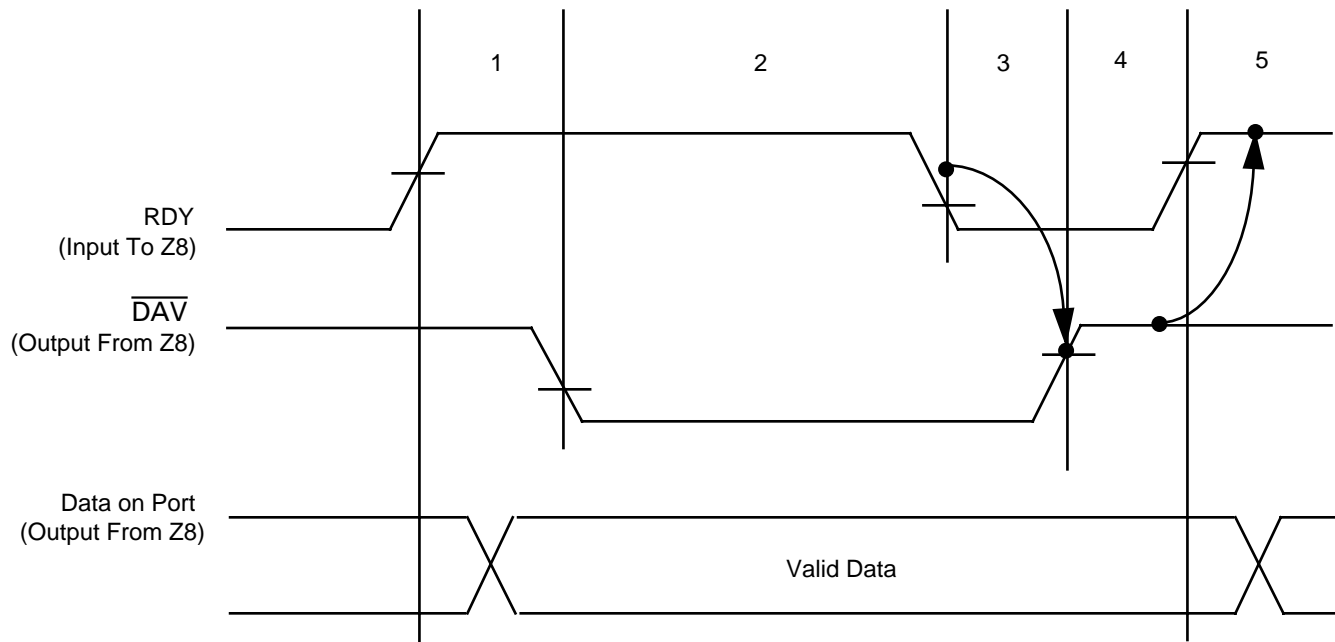 1 2 3 4 5
RDY
(Input To Z8)
DAV
(Output From Z8)
Data on Port
(Output From Z8)
Valid Data